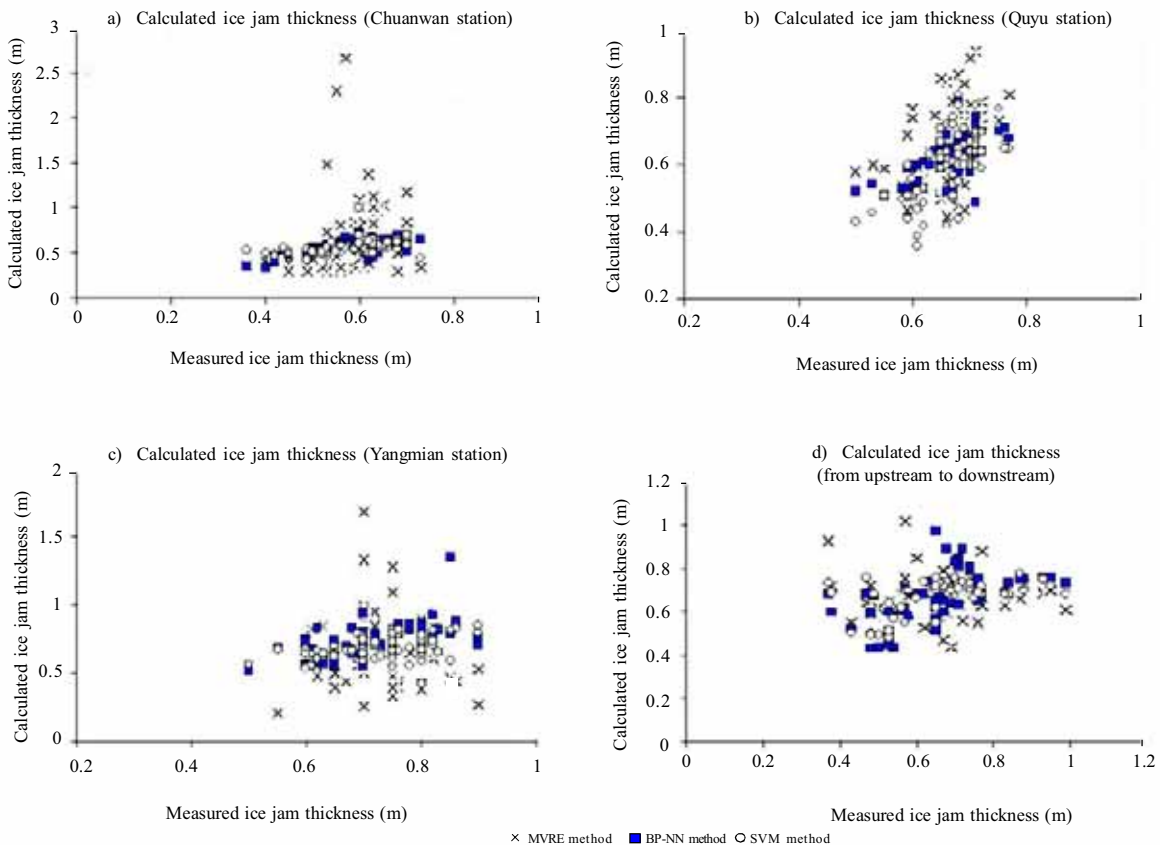 a) Calculated ice jam thickness (Chuanwan station)
Calculated ice jam thickness (m)
3
2.5
2
1.5
1
0.5
0
0 0.2 0.4 0.6 0.8 1
Measured ice jam thickness (m)
b) Calculated ice jam thickness (Quyu station)
Calculated ice jam thickness (m)
1
0.8
0.6
0.4
0.2
0.2 0.4 0.6 0.8 1
Measured ice jam thickness (m)
c) Calculated ice jam thickness (Yangmian station)
Calculated ice jam thickness (m)
2
1.5
1
0.5
0
0.2 0.4 0.6 0.8 1
Measured ice jam thickness (m)
d) Calculated ice jam thickness
(from upstream to downstream)
Calculated ice jam thickness (m)
1.2
1
0.8
0.6
0.4
0.2
0
0 0.2 0.4 0.6 0.8 1 1.2
Measured ice jam thickness (m)
MVRE method BP-NN method SVM method